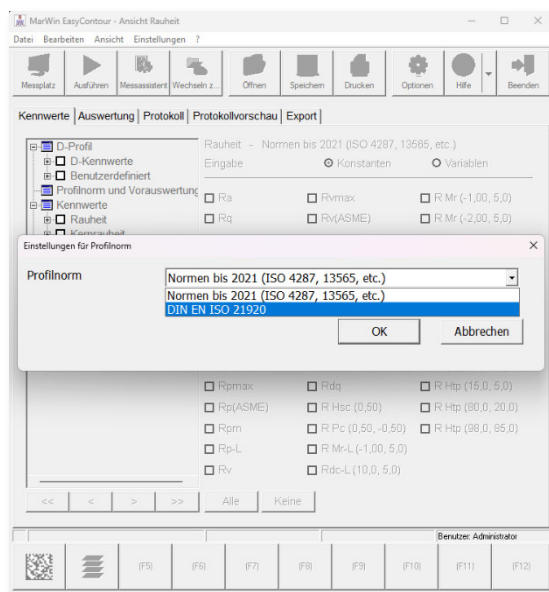 MarWin EasyContour - Ansicht Rauheit
Datei Bearbeiten Ansicht Einstellungen ?
Messplatz Ausführen Messassistent Wechseln z... Öffnen Speichern Drucken Optionen Hilfe Beenden
Kennwerte Auswertung Protokoll Protokollvorschau Export
D-Profil
D-Kennwerte
Benutzerdefiniert
Profilnorm und Vorauswertung
Kennwerte
Rauheit
Kernrauheit
Rauheit - Normen bis 2021 (ISO 4287, 13565, etc.)
Eingabe Konstanten Variablen
Ra Rvmax R Mr (-1,00, 5,0)
Rq Rv(ASME) R Mr (-2,00, 5,0)
Einstellungen für Profilnorm
Profilnorm
Normen bis 2021 (ISO 4287, 13565, etc.)
Normen bis 2021 (ISO 4287, 13565, etc.)
DIN EN ISO 21920
OK Abbrechen
Rpmax Rdq R Htp (15,0, 5,0)
Rp(ASME) R Hsc (0,50) R Htp (80,0, 20,0)
Rpm R Pc (0,50, -0,50) R Htp (98,0, 85,0)
Rp-L R Mr-L (-1,00, 5,0)
Rv Rdc-L (10,0, 5,0)
<< < > >> Alle Keine
Benutzer: Administrator
(F5) (F6) (F7) (F8) (F9) (F10) (F11) (F12)